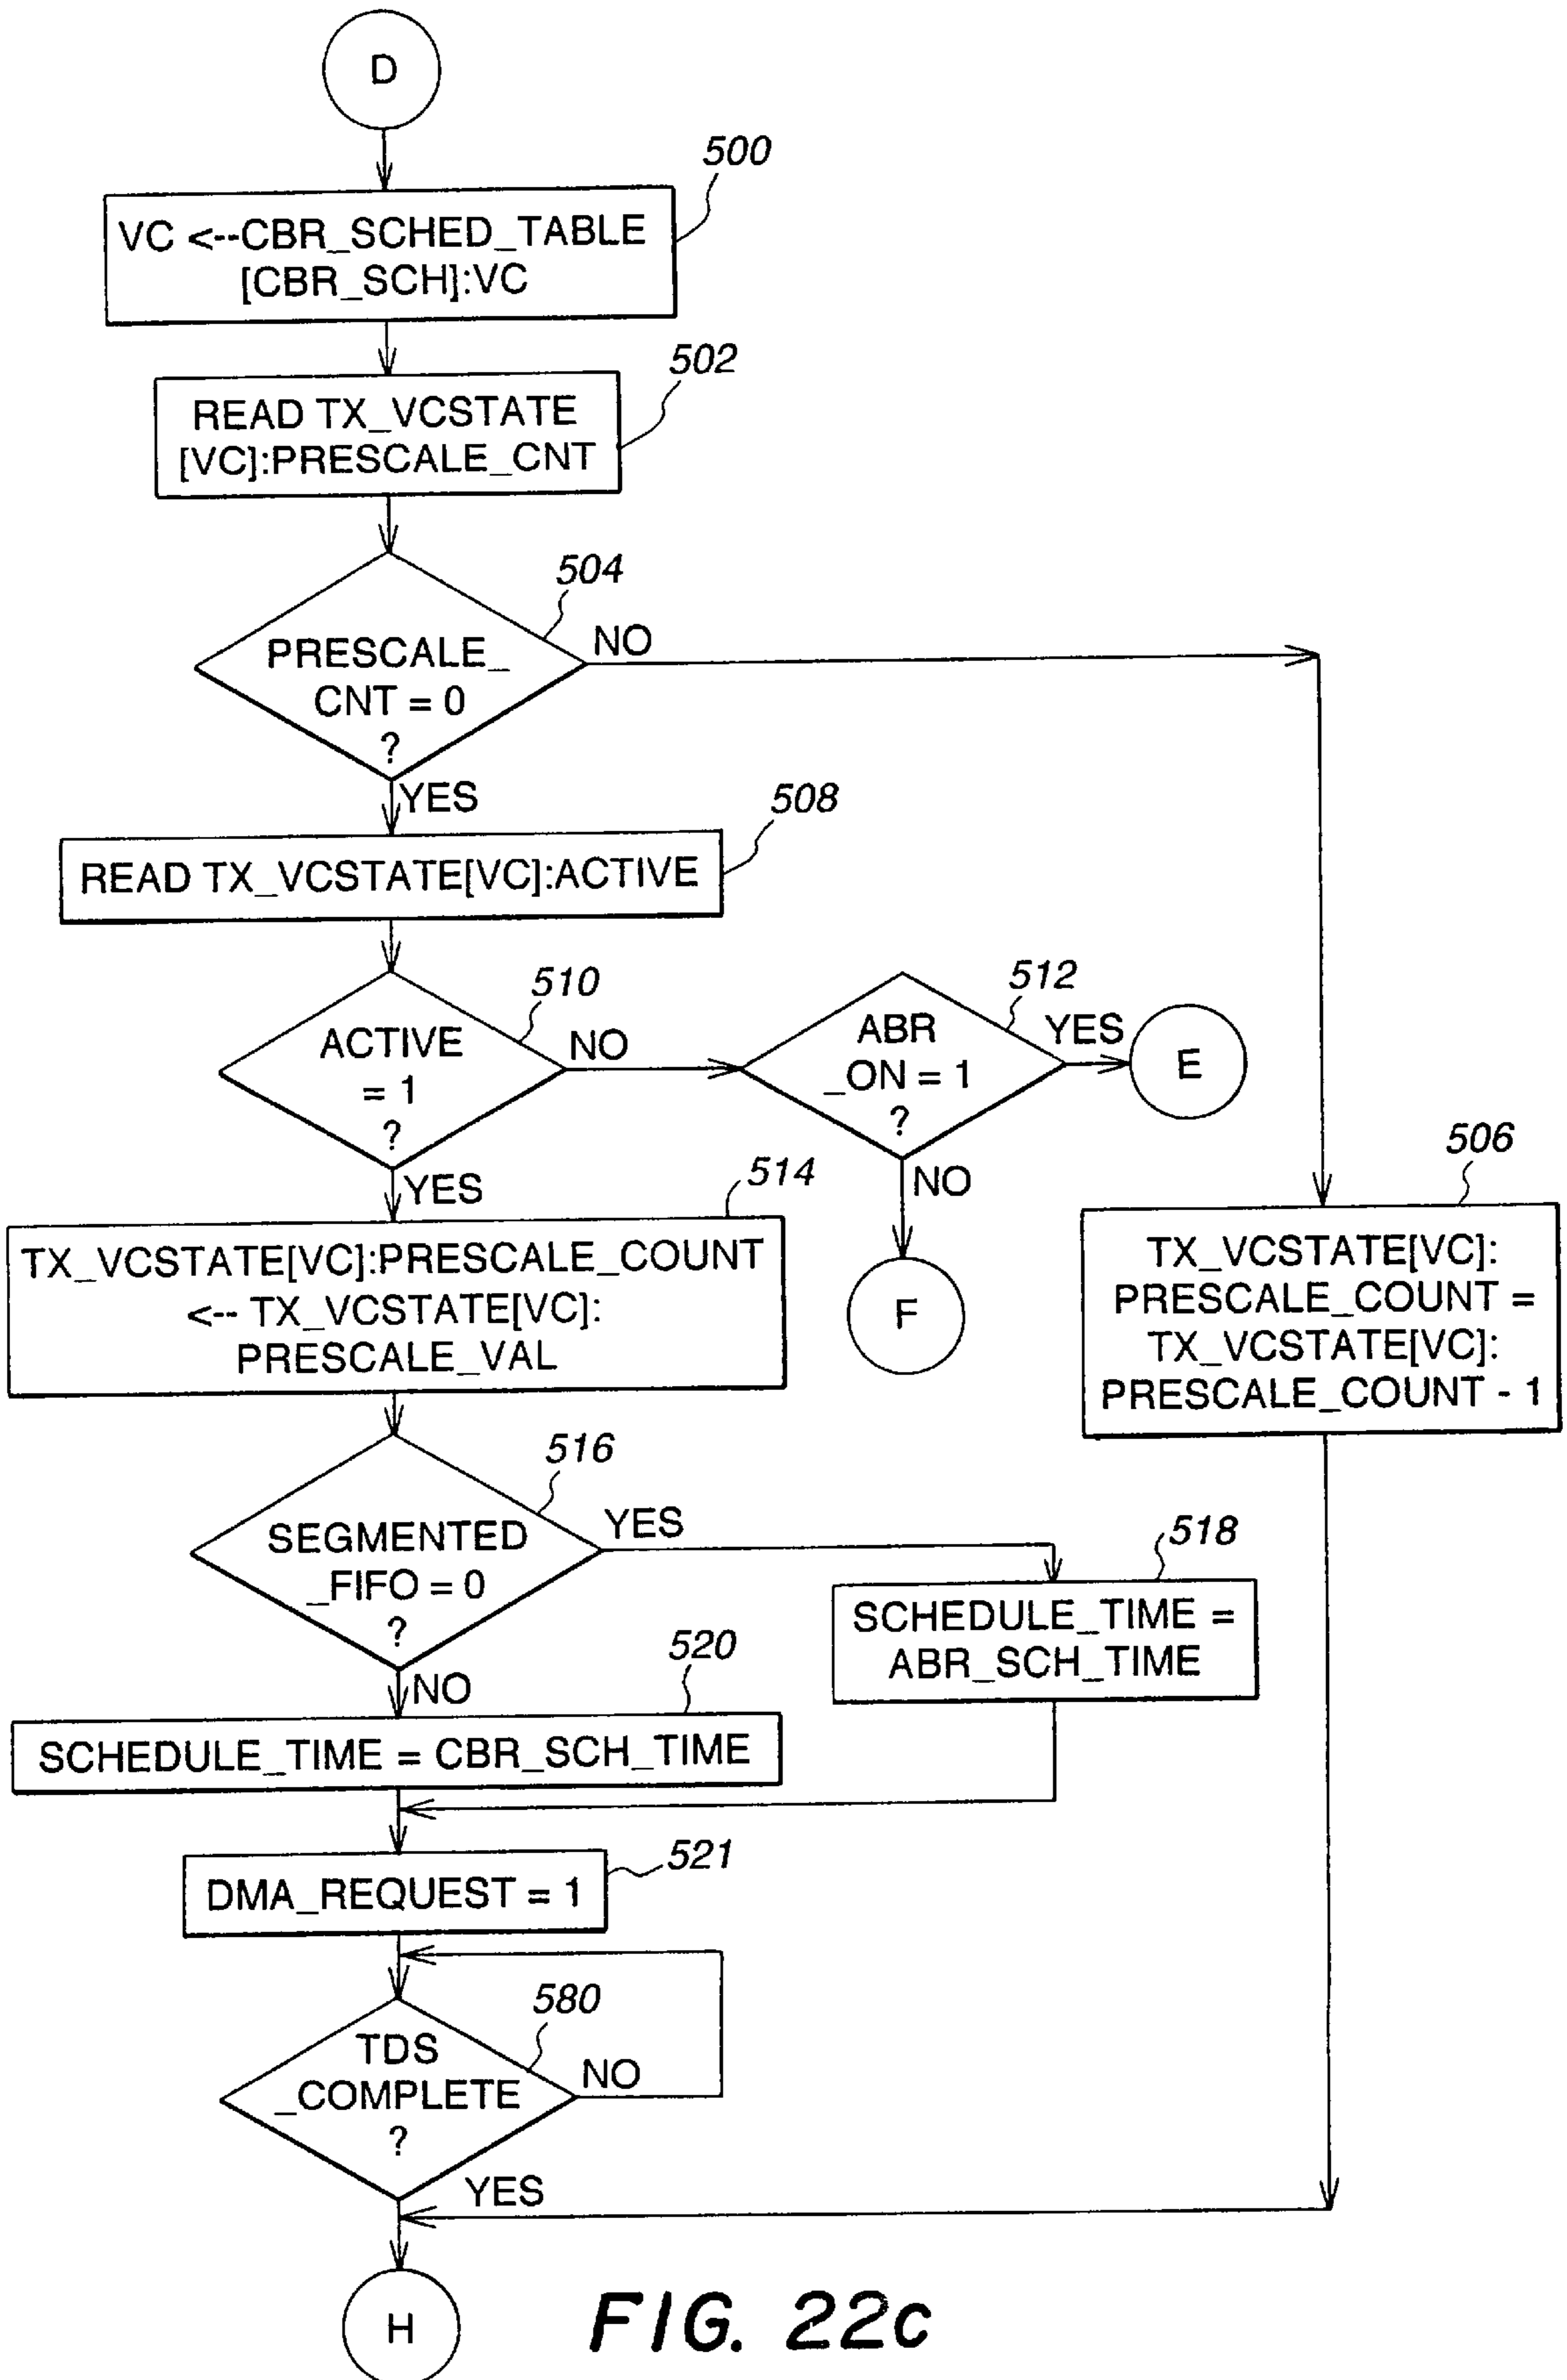 D
500
VC <--CBR_SCHED_TABLE
[CBR_SCH]:VC
502
READ TX_VCSTATE
[VC]:PRESCALE_CNT
504
PRESCALE_
CNT = 0
?
NO
YES
508
READ TX_VCSTATE[VC]:ACTIVE
510
ACTIVE
= 1
?
NO
512
ABR
_ON = 1
?
YES
E
NO
F
YES
514
TX_VCSTATE[VC]:PRESCALE_COUNT
<-- TX_VCSTATE[VC]:
PRESCALE_VAL
506
TX_VCSTATE[VC]:
PRESCALE_COUNT =
TX_VCSTATE[VC]:
PRESCALE_COUNT - 1
516
SEGMENTED
_FIFO = 0
?
YES
518
SCHEDULE_TIME =
ABR_SCH_TIME
NO
520
SCHEDULE_TIME = CBR_SCH_TIME
521
DMA_REQUEST = 1
580
TDS
_COMPLETE
?
NO
YES
H
FIG. 22c